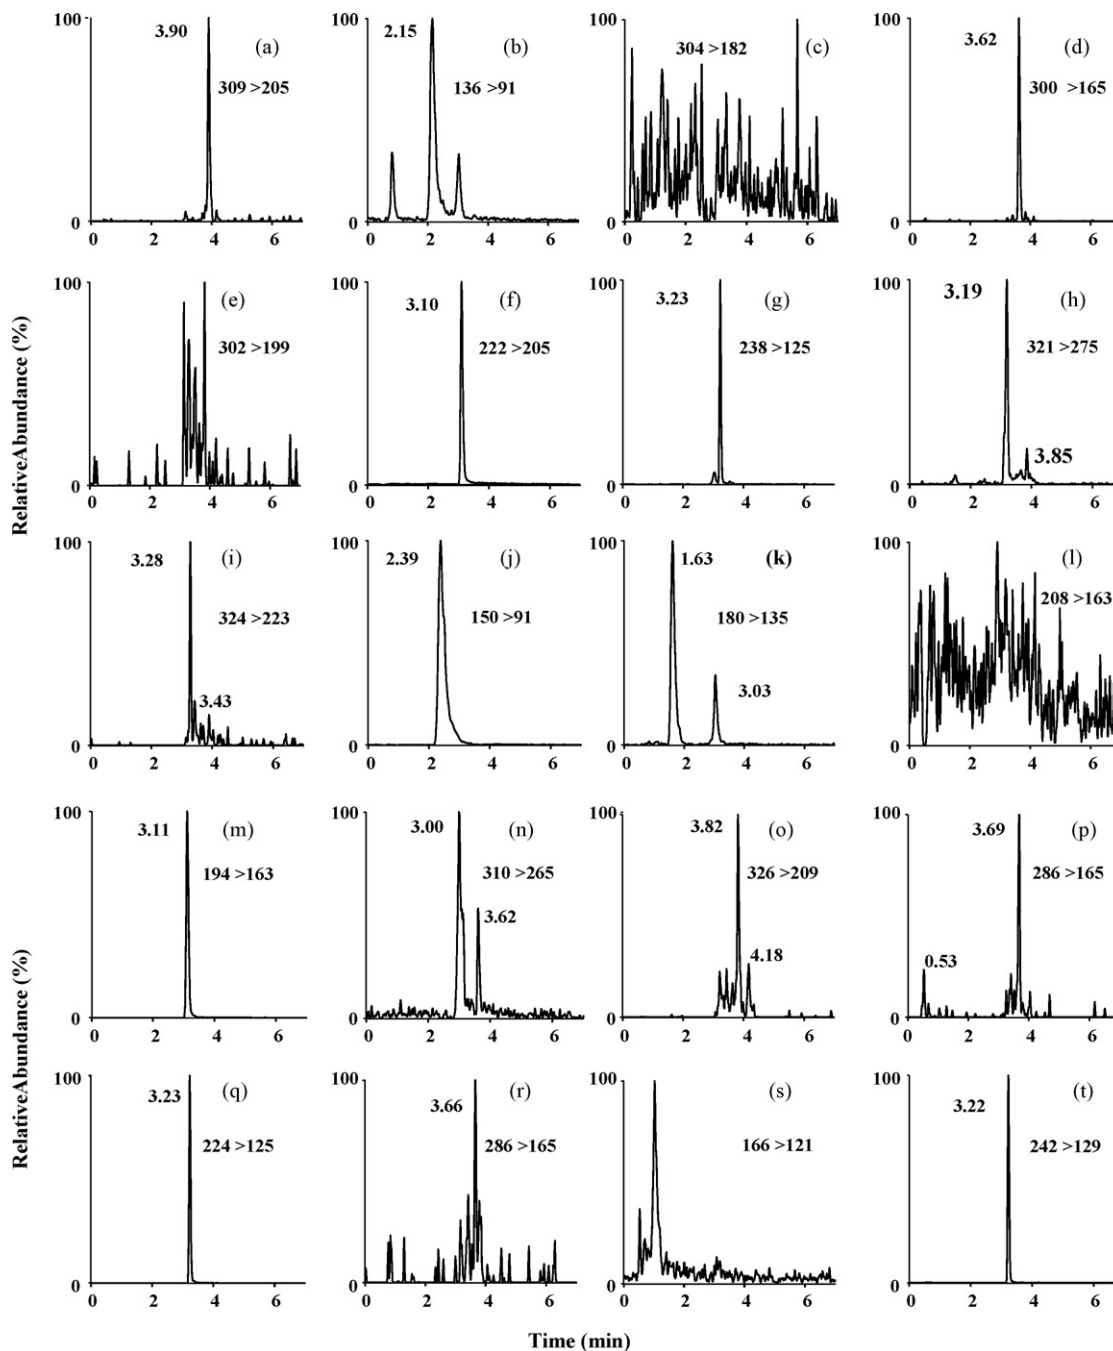 100 3.90 (a) 309 >205 0 0 2 4 6
100 2.15 (b) 136 >91 0 0 2 4 6
100 304 >182 (c) 0 0 2 4 6
100 3.62 (d) 300 >165 0 0 2 4 6
RelativeAbundance (%)
100 (e) 302 >199 0 0 2 4 6
100 3.10 (f) 222 >205 0 0 2 4 6
100 3.23 (g) 238 >125 0 0 2 4 6
100 3.19 (h) 321 >275 3.85 0 0 2 4 6
100 3.28 (i) 324 >223 3.43 0 0 2 4 6
100 2.39 (j) 150 >91 0 0 2 4 6
100 1.63 (k) 180 >135 3.03 0 0 2 4 6
100 (l) 208 >163 0 0 2 4 6
RelativeAbundance (%)
100 3.11 (m) 194 >163 0 0 2 4 6
100 3.00 (n) 310 >265 3.62 0 0 2 4 6
100 3.82 (o) 326 >209 4.18 0 0 2 4 6
100 3.69 (p) 286 >165 0.53 0 0 2 4 6
100 3.23 (q) 224 >125 0 0 2 4 6
100 3.66 (r) 286 >165 0 0 2 4 6
100 (s) 166 >121 0 0 2 4 6
100 3.22 (t) 242 >129 0 0 2 4 6
Time (min)